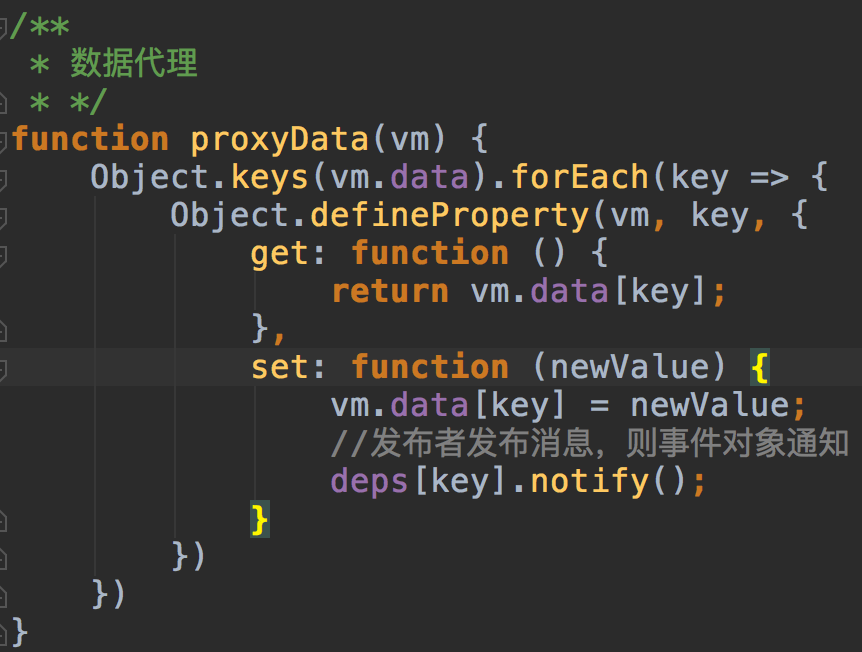 /**
 * 数据代理
 * */
function proxyData(vm) {
    Object.keys(vm.data).forEach(key => {
        Object.defineProperty(vm, key, {
            get: function () {
                return vm.data[key];
            },
            set: function (newValue) {
                vm.data[key] = newValue;
                //发布者发布消息，则事件对象通知
                deps[key].notify();
            }
        })
    })
}